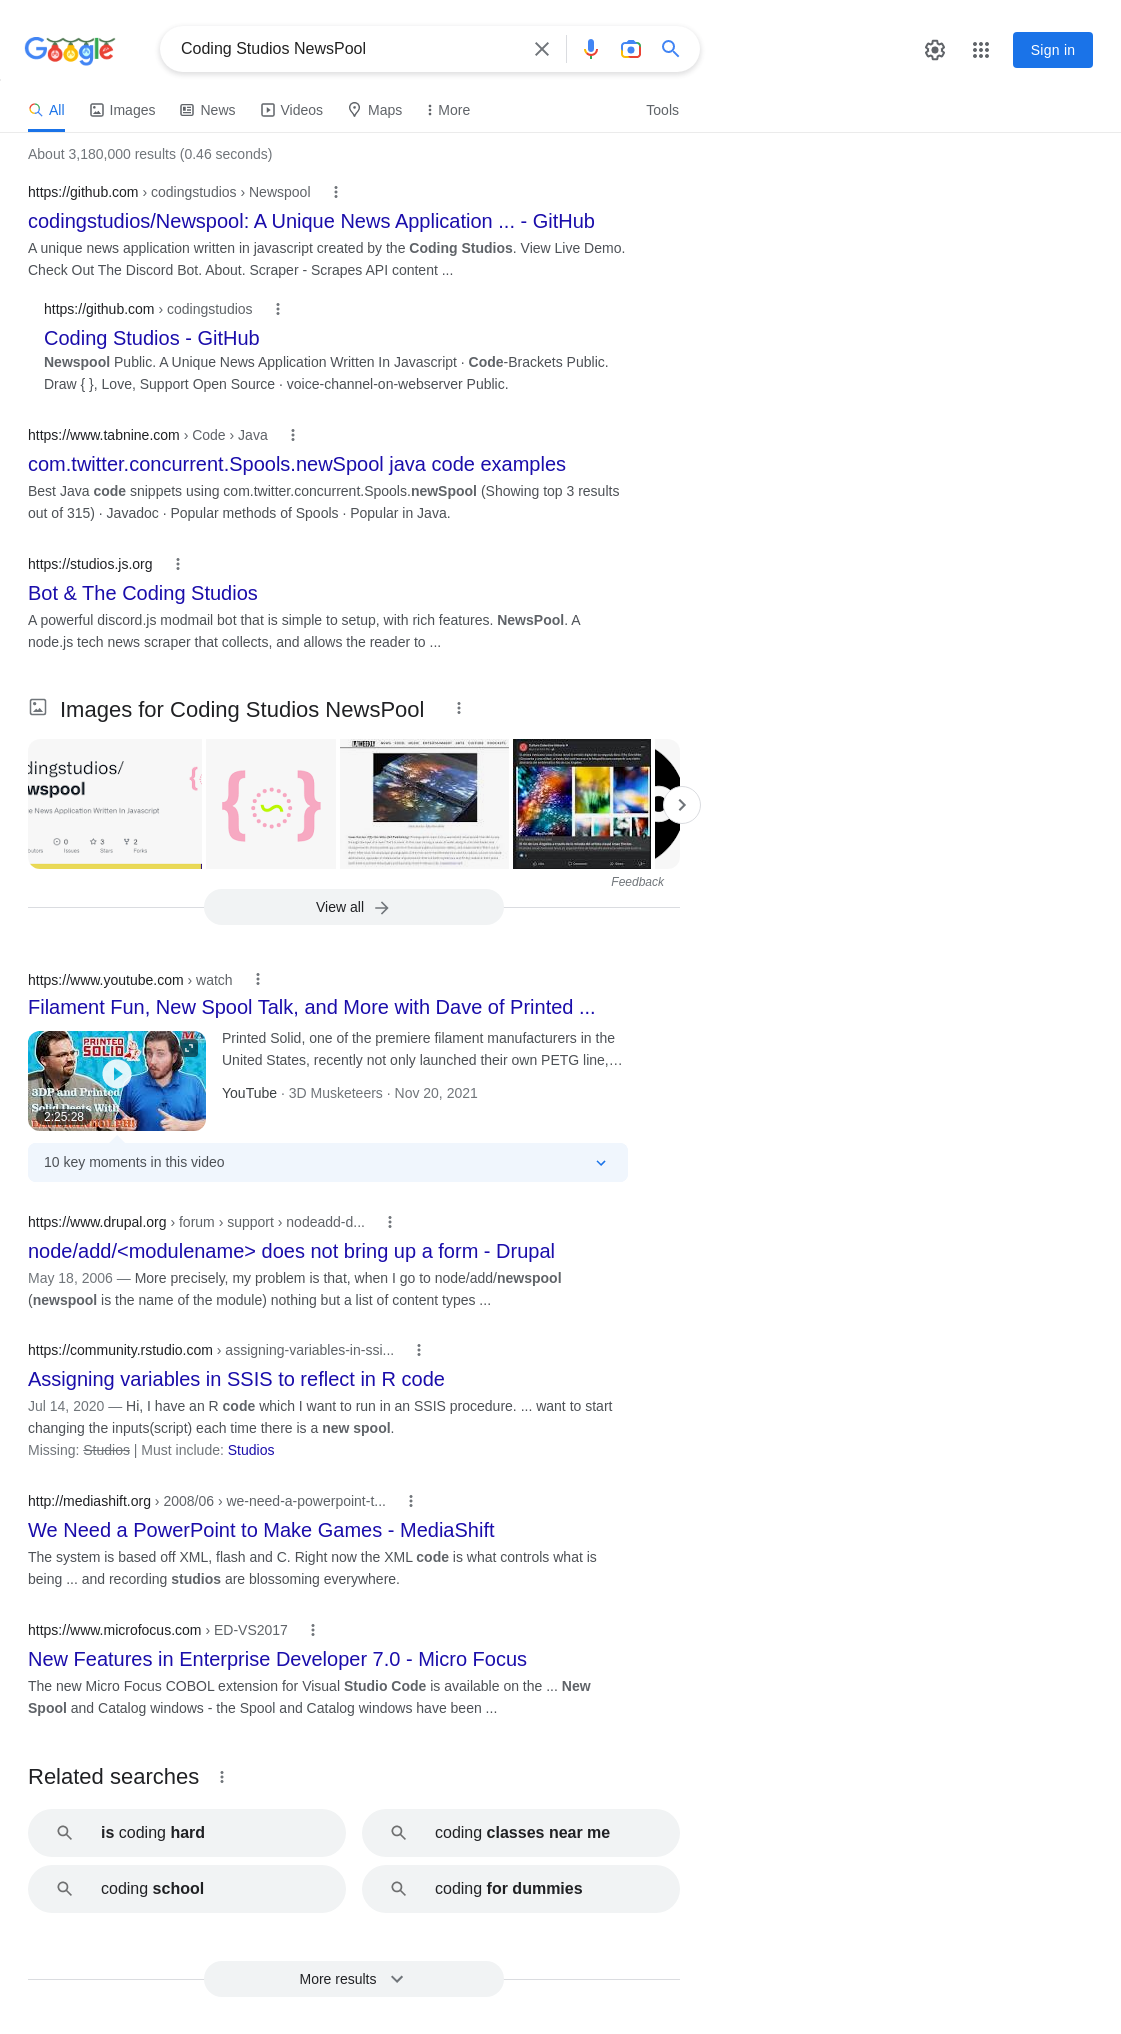 Google
Coding Studios NewsPool
Sign in
All
Images
News
Videos
Maps
More
Tools
About 3,180,000 results (0.46 seconds)
https://github.com › codingstudios › Newspool
codingstudios/Newspool: A Unique News Application ... - GitHub
A unique news application written in javascript created by the Coding Studios. View Live Demo.
Check Out The Discord Bot. About. Scraper - Scrapes API content ...
https://github.com › codingstudios
Coding Studios - GitHub
Newspool Public. A Unique News Application Written In Javascript · Code-Brackets Public.
Draw { }, Love, Support Open Source · voice-channel-on-webserver Public.
https://www.tabnine.com › Code › Java
com.twitter.concurrent.Spools.newSpool java code examples
Best Java code snippets using com.twitter.concurrent.Spools.newSpool (Showing top 3 results
out of 315) · Javadoc · Popular methods of Spools · Popular in Java.
https://studios.js.org
Bot & The Coding Studios
A powerful discord.js modmail bot that is simple to setup, with rich features. NewsPool. A
node.js tech news scraper that collects, and allows the reader to ...
Images for Coding Studios NewsPool
dingstudios/
wspool
e News Application Written In Javascript
0
3
2
Issues
Stars
Forks
Feedback
View all
https://www.youtube.com › watch
Filament Fun, New Spool Talk, and More with Dave of Printed ...
PRINTED
SOLID
3DP and Printed
Solid Deets With
2:25:28
Printed Solid, one of the premiere filament manufacturers in the
United States, recently not only launched their own PETG line,...
YouTube · 3D Musketeers · Nov 20, 2021
10 key moments in this video
https://www.drupal.org › forum › support › nodeadd-d...
node/add/<modulename> does not bring up a form - Drupal
May 18, 2006 — More precisely, my problem is that, when I go to node/add/newspool
(newspool is the name of the module) nothing but a list of content types ...
https://community.rstudio.com › assigning-variables-in-ssi...
Assigning variables in SSIS to reflect in R code
Jul 14, 2020 — Hi, I have an R code which I want to run in an SSIS procedure. ... want to start
changing the inputs(script) each time there is a new spool.
Missing: Studios | Must include: Studios
http://mediashift.org › 2008/06 › we-need-a-powerpoint-t...
We Need a PowerPoint to Make Games - MediaShift
The system is based off XML, flash and C. Right now the XML code is what controls what is
being ... and recording studios are blossoming everywhere.
https://www.microfocus.com › ED-VS2017
New Features in Enterprise Developer 7.0 - Micro Focus
The new Micro Focus COBOL extension for Visual Studio Code is available on the ... New
Spool and Catalog windows - the Spool and Catalog windows have been ...
Related searches
is coding hard
coding classes near me
coding school
coding for dummies
More results